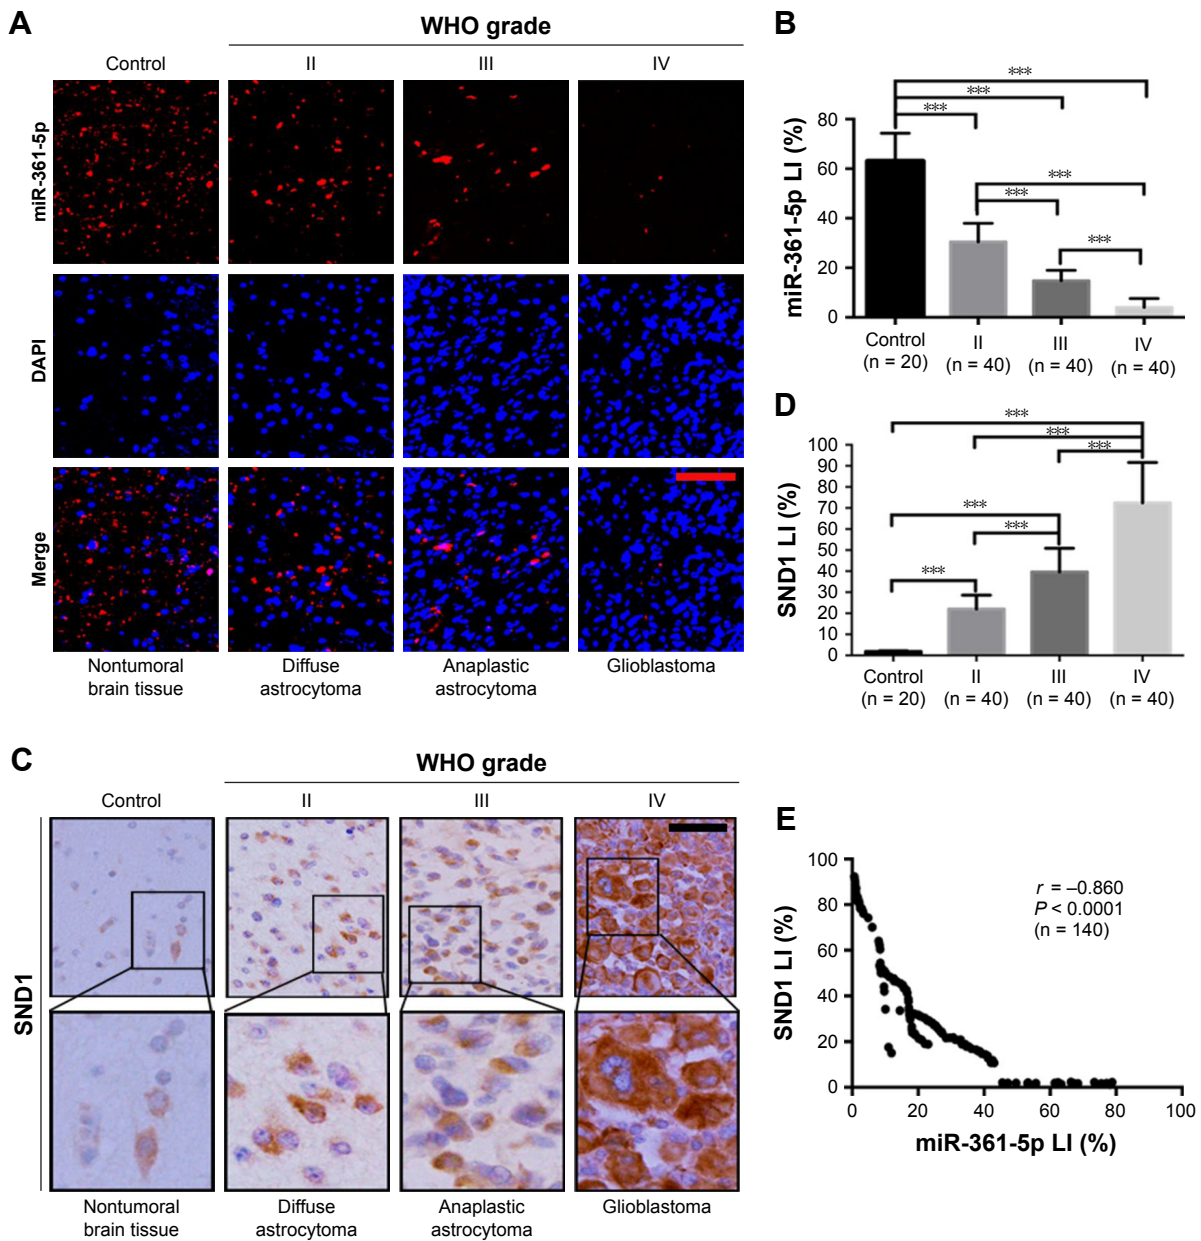 A
WHO grade
Control II III IV
miR-361-5p
DAPI
Merge
Nontumoral
brain tissue
Diffuse
astrocytoma
Anaplastic
astrocytoma
Glioblastoma
B
***
***
***
***
***
***
miR-361-5p LI (%)
80
60
40
20
0
Control
(n = 20)
II
(n = 40)
III
(n = 40)
IV
(n = 40)
D
***
***
***
***
***
***
SND1 LI (%)
100
90
80
70
60
50
40
30
20
10
0
Control
(n = 20)
II
(n = 40)
III
(n = 40)
IV
(n = 40)
C
WHO grade
Control II III IV
SND1
Nontumoral
brain tissue
Diffuse
astrocytoma
Anaplastic
astrocytoma
Glioblastoma
E
r = –0.860
P < 0.0001
(n = 140)
SND1 LI (%)
100
80
60
40
20
0
0 20 40 60 80 100
miR-361-5p LI (%)